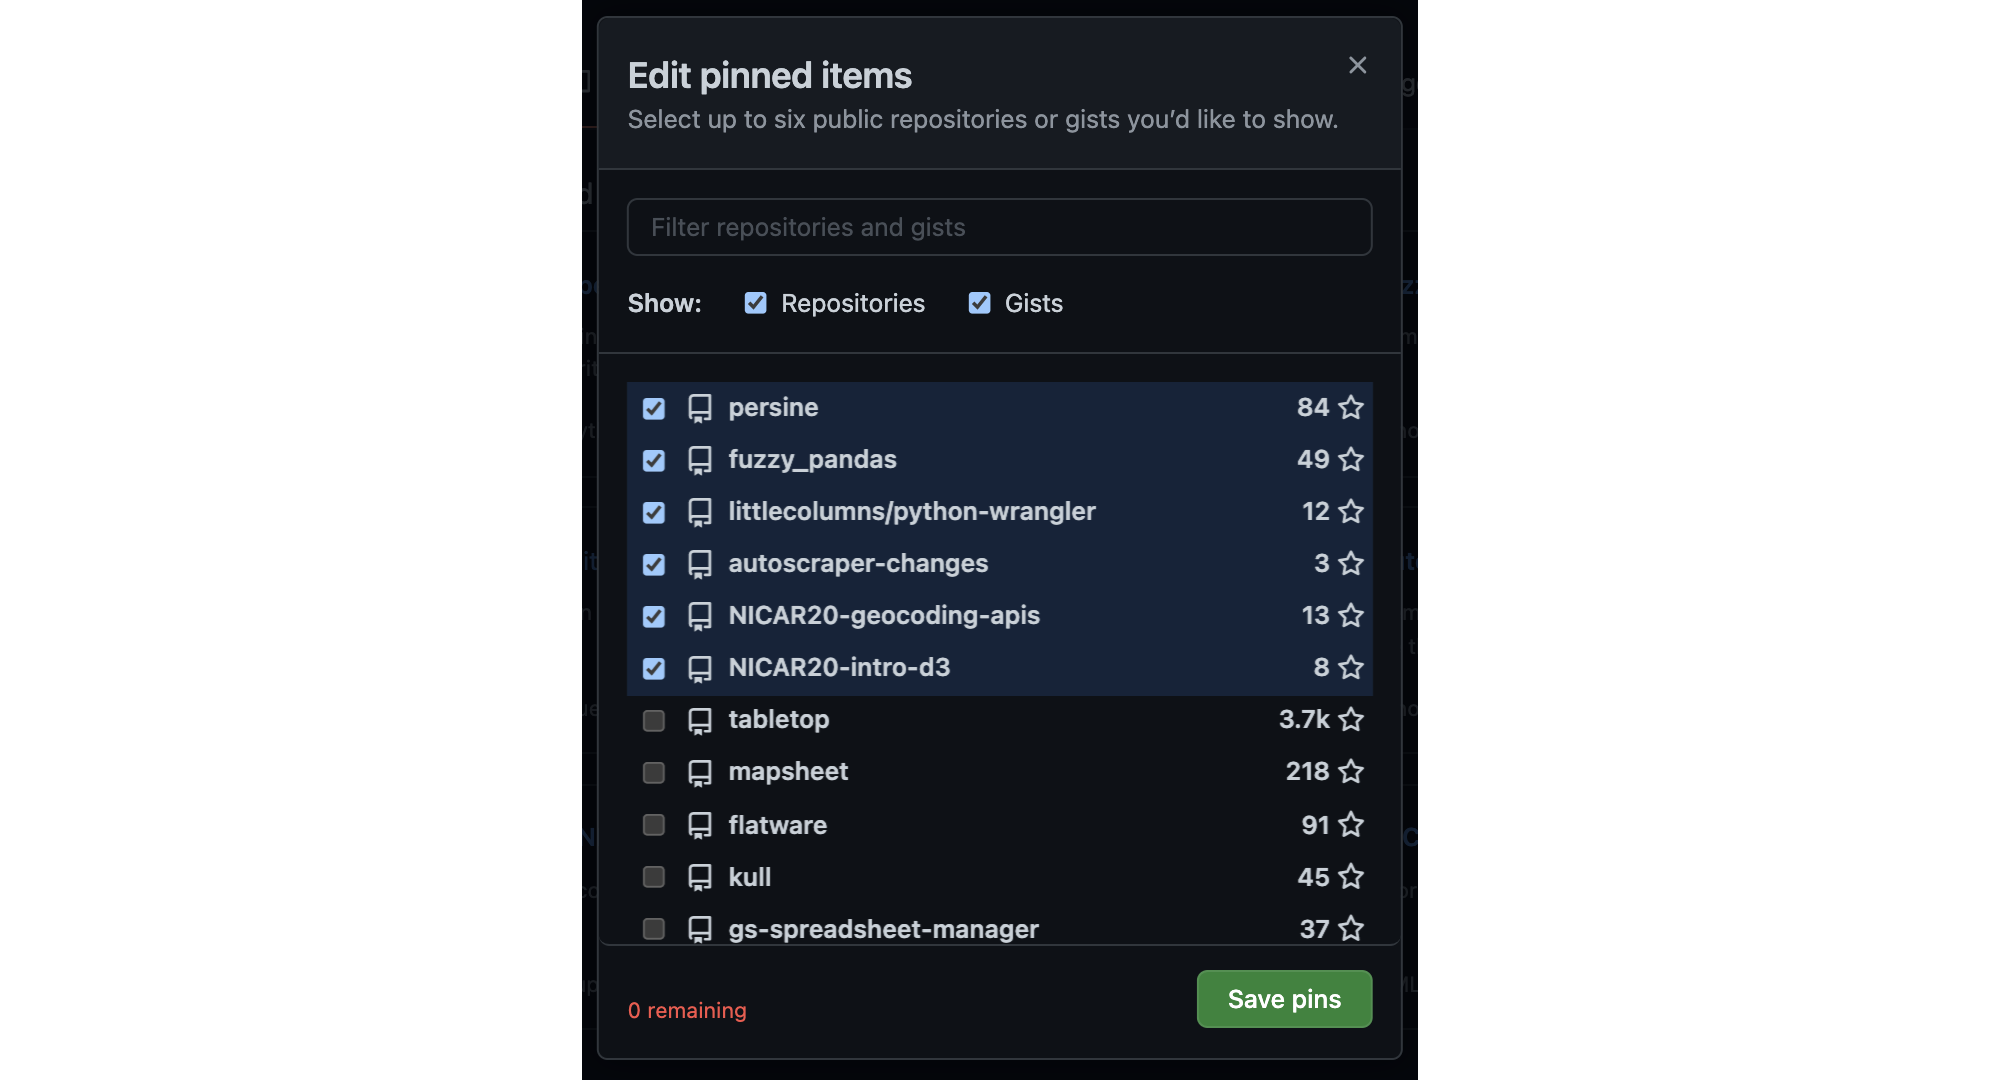 Edit pinned items
Select up to six public repositories or gists you’d like to show.
Filter repositories and gists
Show: Repositories Gists
persine 84
fuzzy_pandas 49
littlecolumns/python-wrangler 12
autoscraper-changes 3
NICAR20-geocoding-apis 13
NICAR20-intro-d3 8
tabletop 3.7k
mapsheet 218
flatware 91
kull 45
gs-spreadsheet-manager 37
0 remaining
Save pins